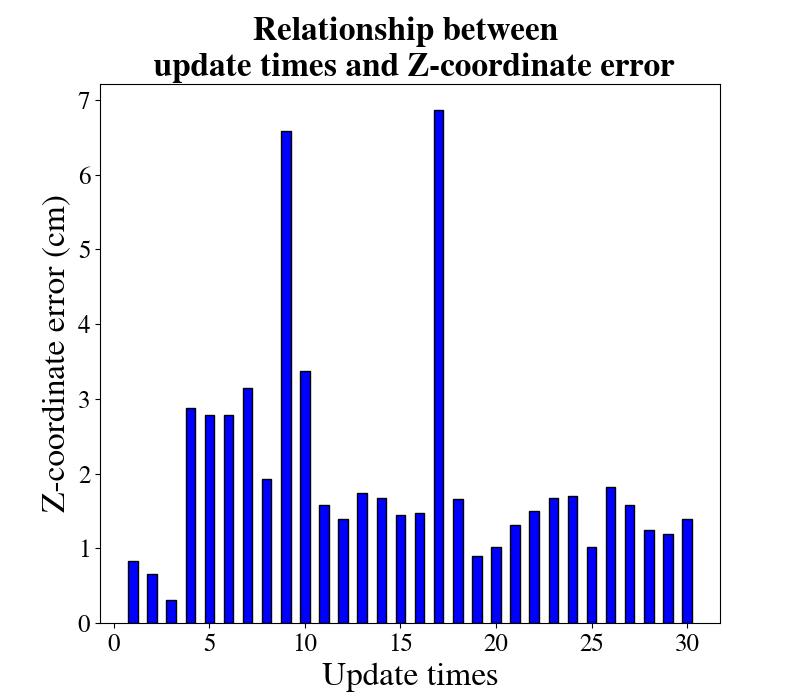 Relationship between
update times and Z-coordinate error
Z-coordinate error (cm)
7
6
5
4
3
2
1
0
0 5 10 15 20 25 30
Update times